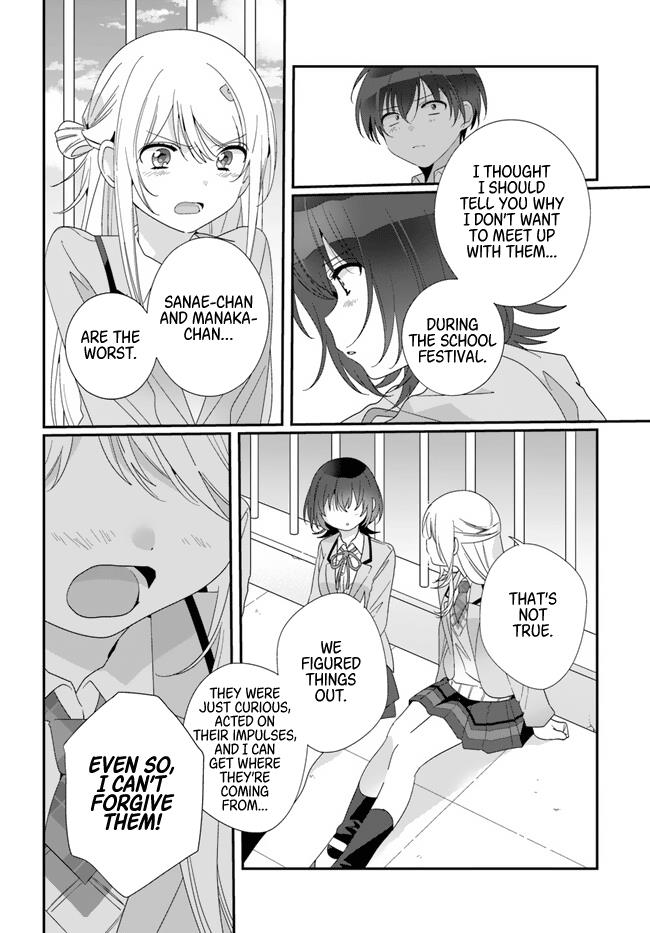 I THOUGHT
I SHOULD
TELL YOU WHY
I DON'T WANT
TO MEET UP
WITH THEM...
DURING
THE SCHOOL
FESTIVAL.
SANAE-CHAN
AND MANAKA-
CHAN...
ARE THE
WORST.
THAT'S
NOT
TRUE.
WE
FIGURED
THINGS
OUT.
THEY WERE
JUST CURIOUS,
ACTED ON
THEIR IMPULSES,
AND I CAN
GET WHERE
THEY'RE
COMING
FROM...
EVEN SO,
I CAN'T
FORGIVE
THEM!